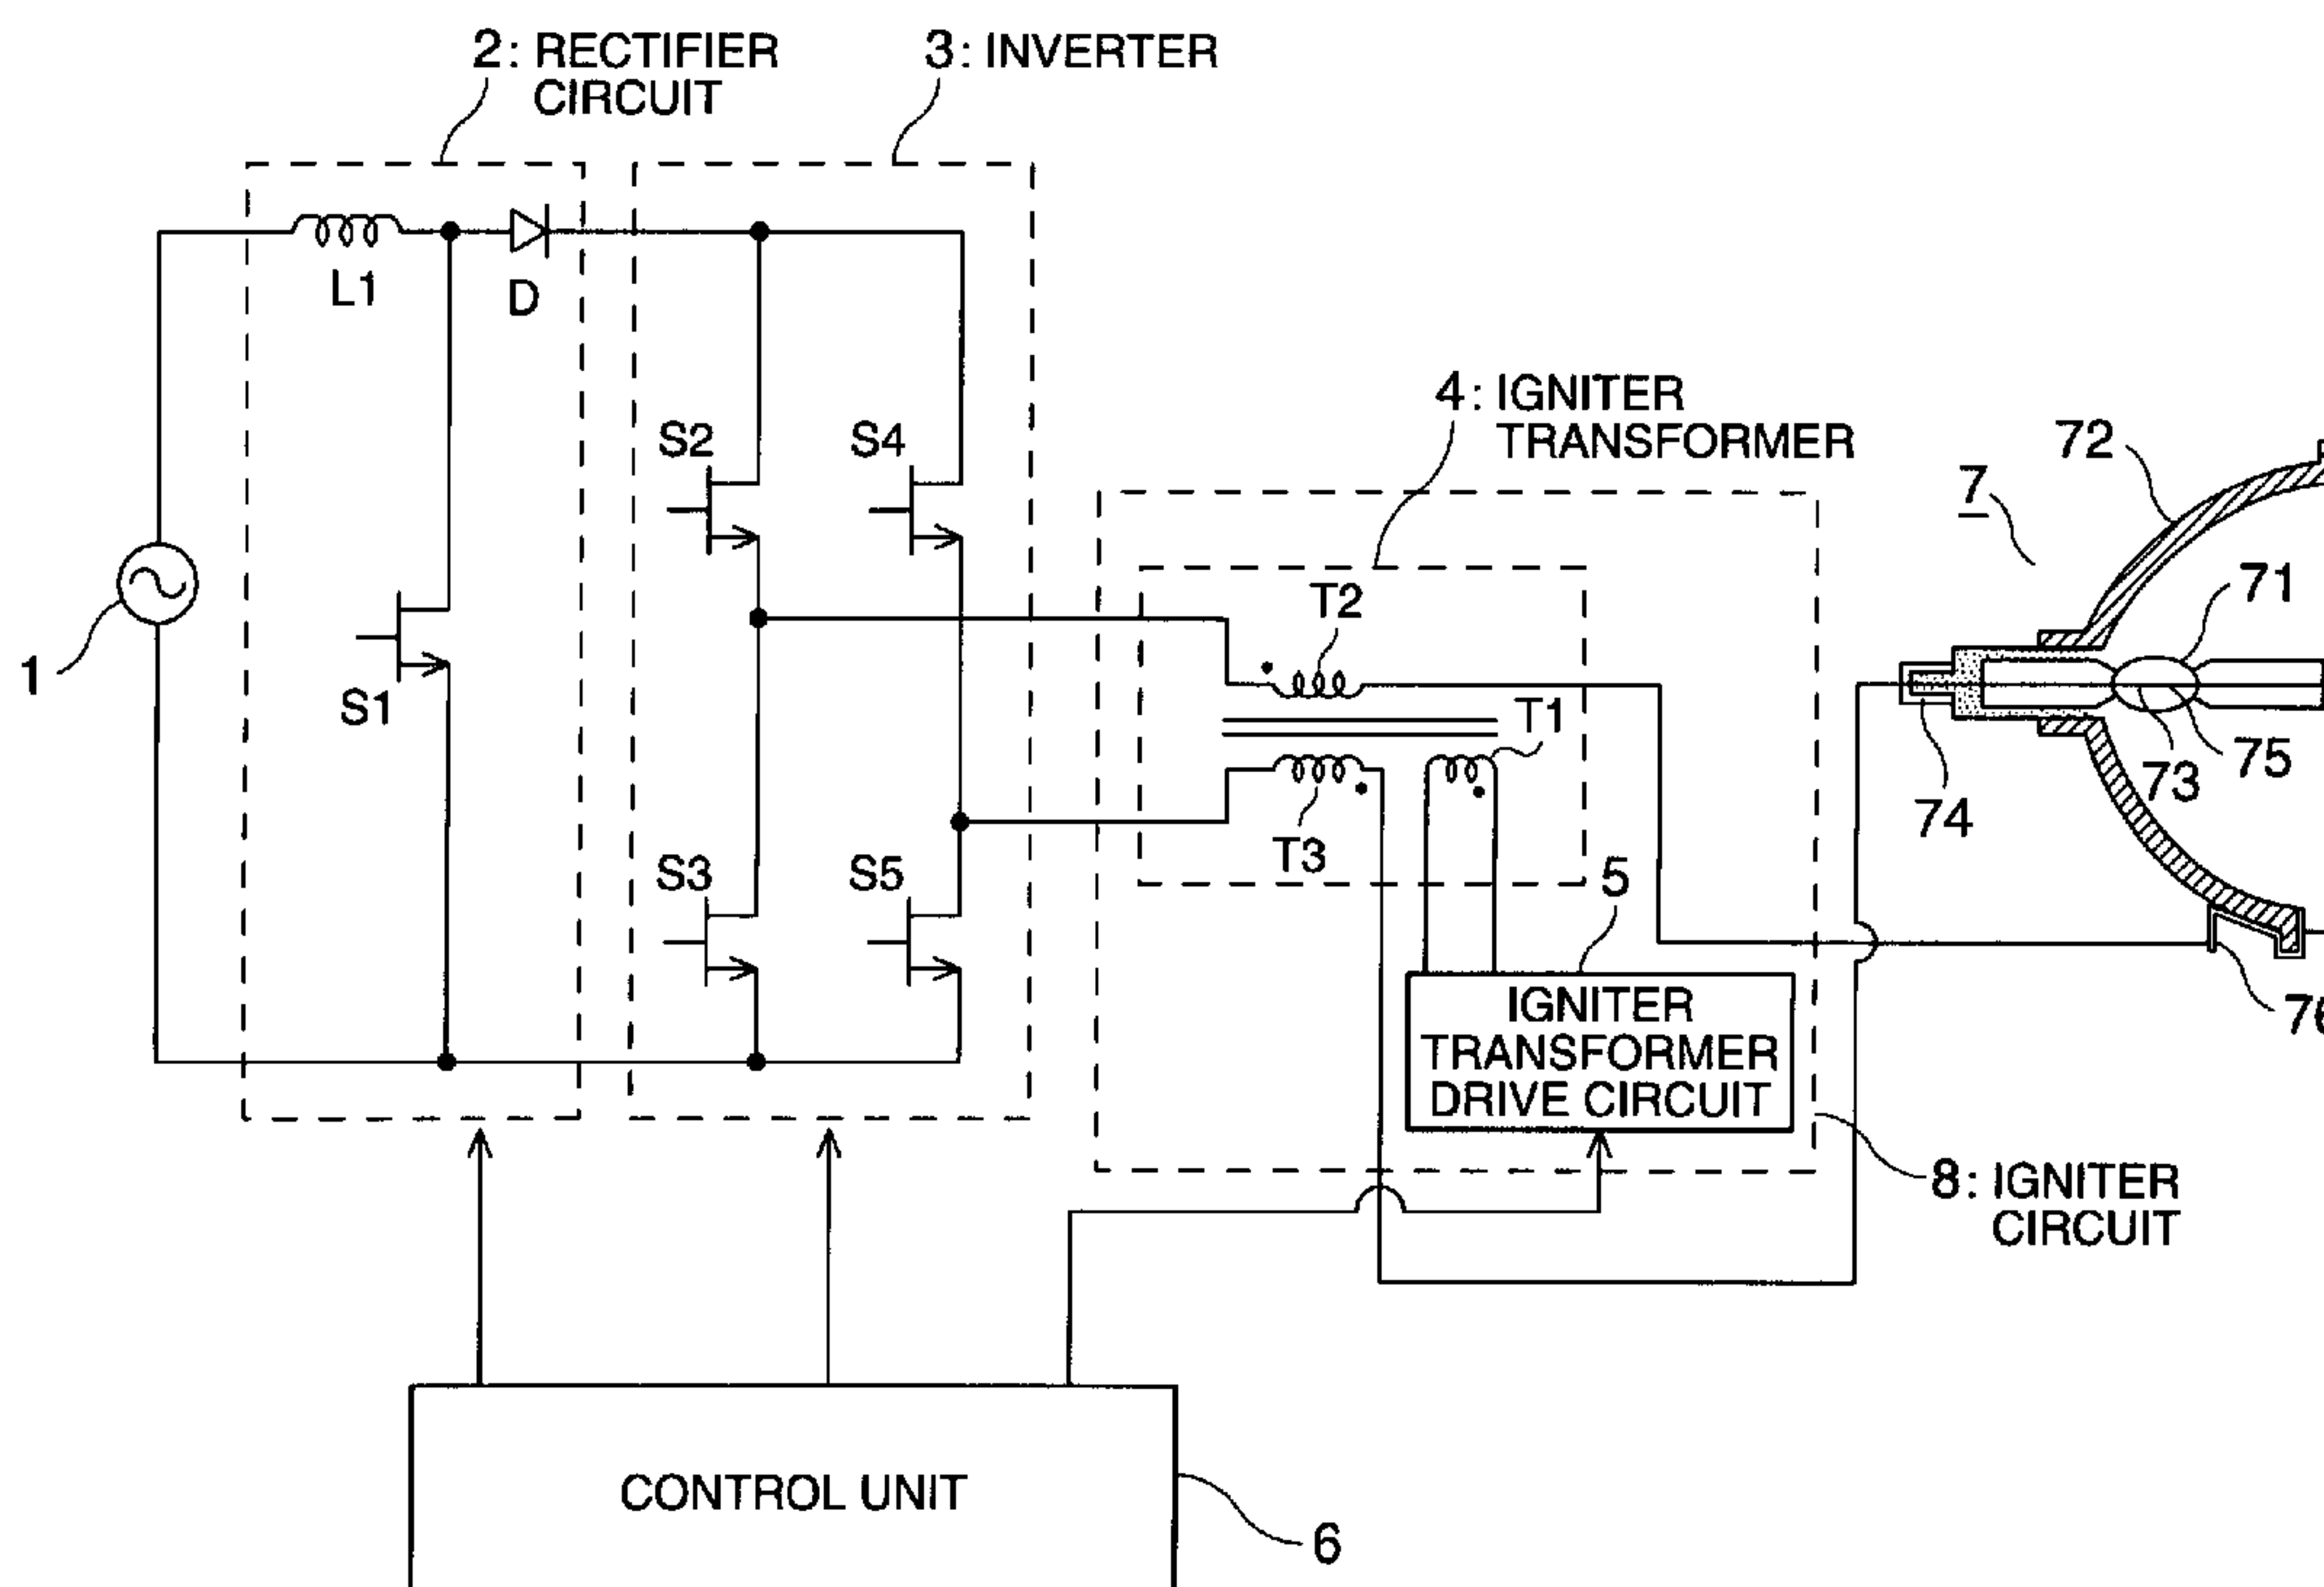 2: RECTIFIER
CIRCUIT
3: INVERTER
L1
D
4: IGNITER
TRANSFORMER
S2
S4
72
7
71
T2
1
S1
T1
75
73
74
T3
S3
S5
5
IGNITER
TRANSFORMER
DRIVE CIRCUIT
8: IGNITER
CIRCUIT
CONTROL UNIT
6